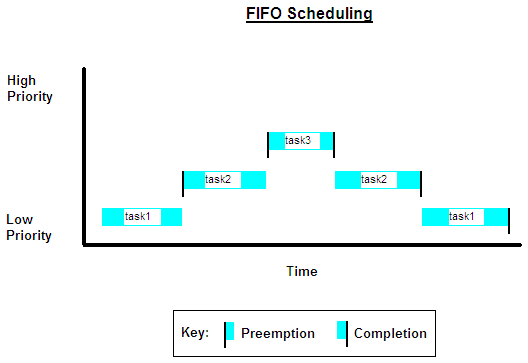 FIFO Scheduling
High
Priority
task3
task2
task2
task1
task1
Low
Priority
Time
Key:
Preemption
Completion